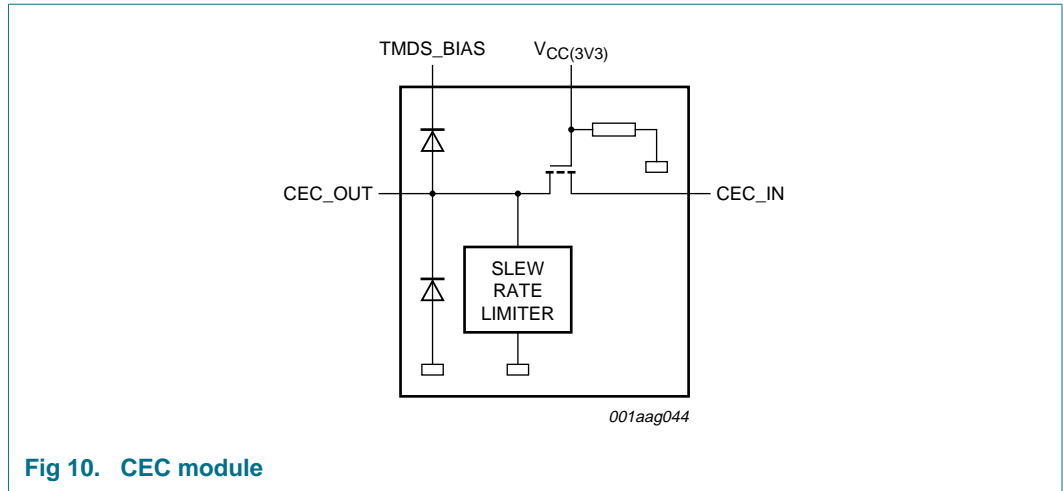 TMDS_BIAS
VCC(3V3)
CEC_OUT
CEC_IN
SLEW
RATE
LIMITER
001aag044
Fig 10. CEC module